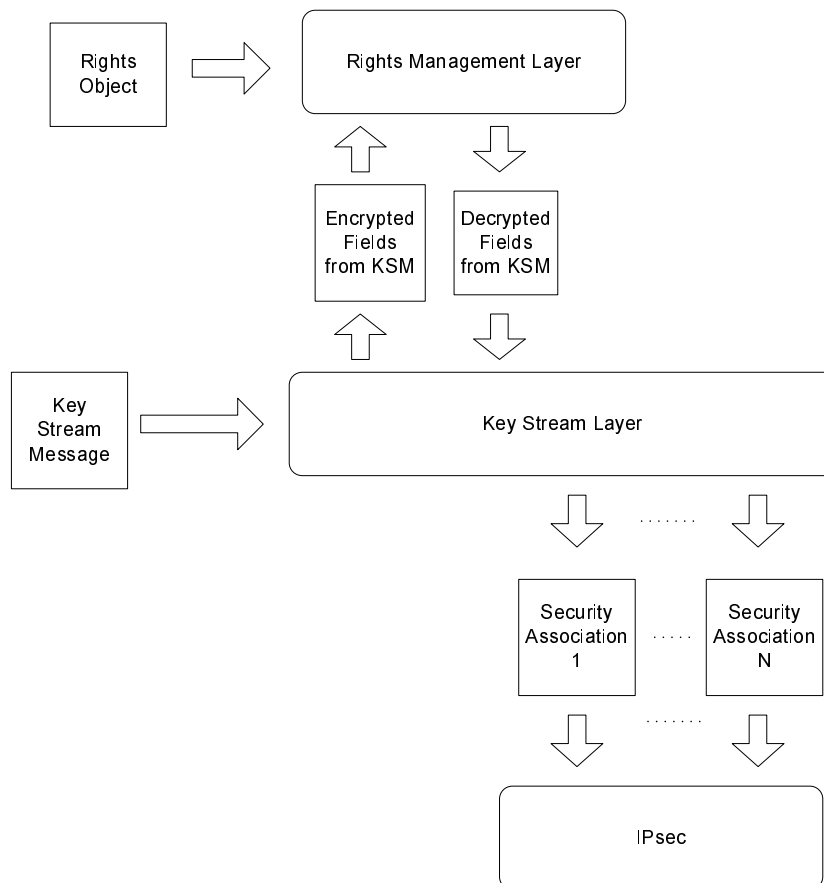 Rights
Object
Rights Management Layer
Encrypted
Fields
from KSM
Decrypted
Fields
from KSM
Key
Stream
Message
Key Stream Layer
.......
Security
Association
1
.....
Security
Association
N
.......
IPsec